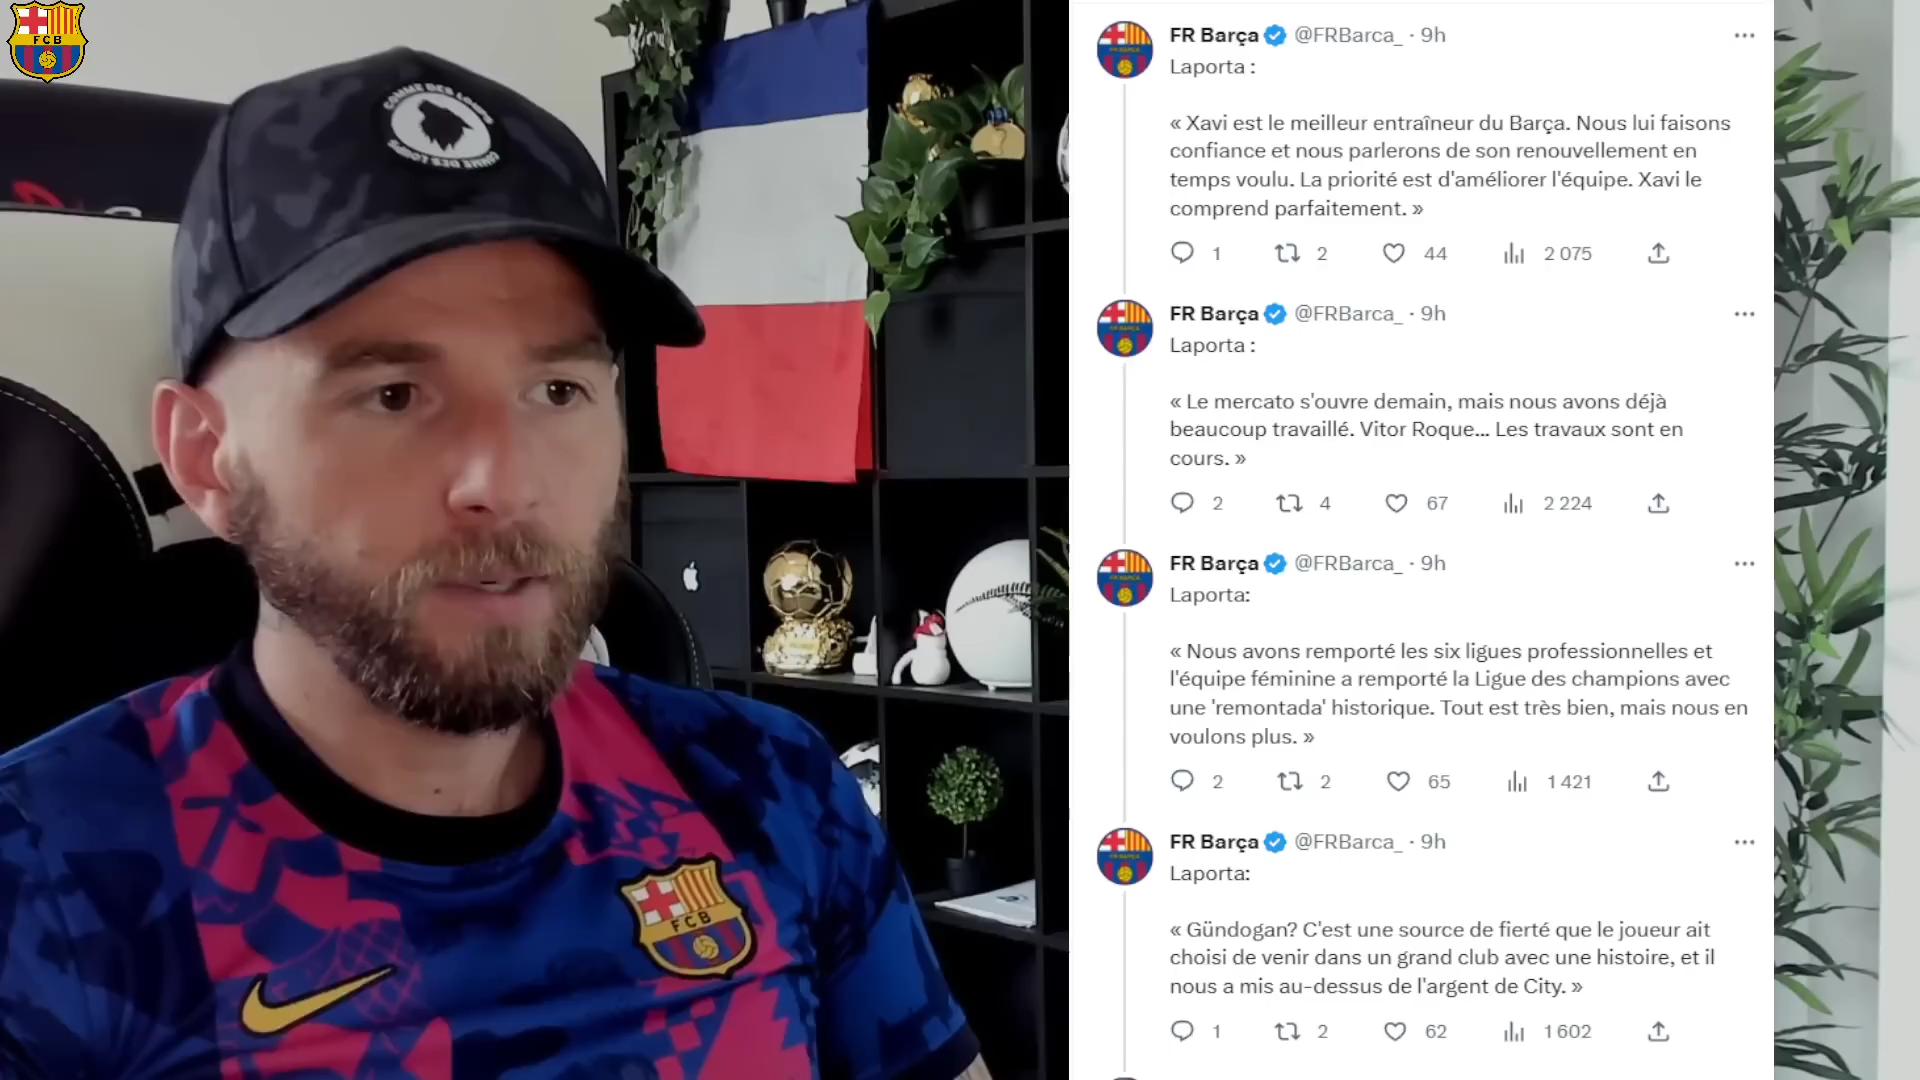 FCB
COMME DES LOUPS
COMME DES LOUPS
FCB
FR Barça @FRBarca_ · 9h
Laporta :
« Xavi est le meilleur entraîneur du Barça. Nous lui faisons
confiance et nous parlerons de son renouvellement en
temps voulu. La priorité est d'améliorer l'équipe. Xavi le
comprend parfaitement. »
1 2 44 2 075
FR Barça @FRBarca_ · 9h
Laporta :
« Le mercato s'ouvre demain, mais nous avons déjà
beaucoup travaillé. Vitor Roque... Les travaux sont en
cours. »
2 4 67 2 224
FR Barça @FRBarca_ · 9h
Laporta:
« Nous avons remporté les six ligues professionnelles et
l'équipe féminine a remporté la Ligue des champions avec
une 'remontada' historique. Tout est très bien, mais nous en
voulons plus. »
2 2 65 1 421
FR Barça @FRBarca_ · 9h
Laporta:
« Gündogan? C'est une source de fierté que le joueur ait
choisi de venir dans un grand club avec une histoire, et il
nous a mis au-dessus de l'argent de City. »
1 2 62 1 602